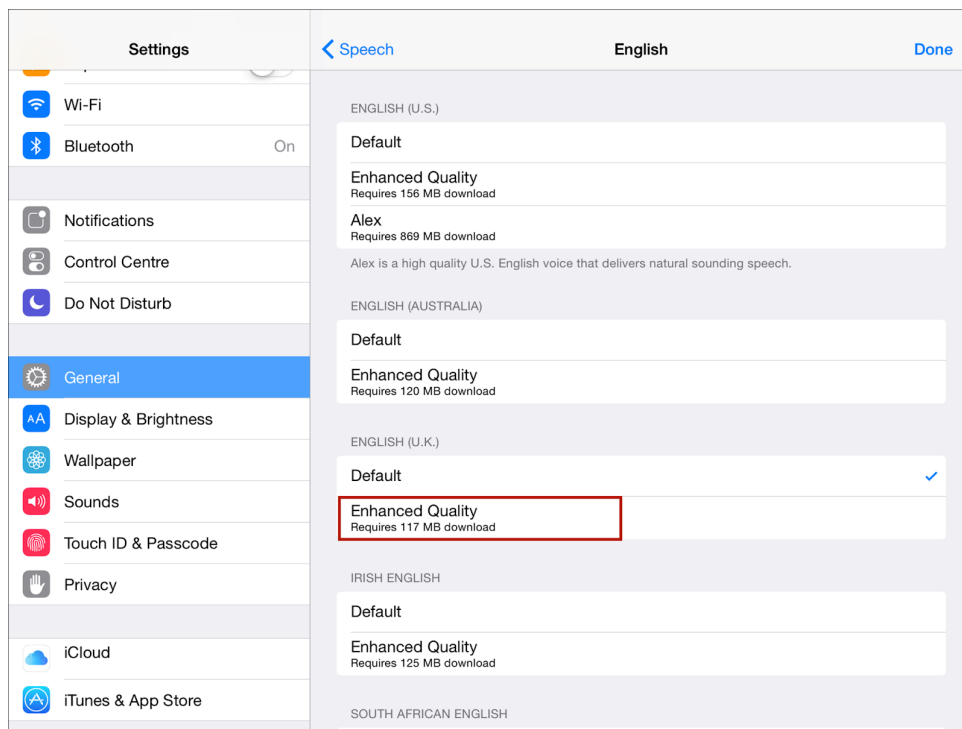 Settings
Wi-Fi
Bluetooth On
Notifications
Control Centre
Do Not Disturb
General
AA Display & Brightness
Wallpaper
Sounds
Touch ID & Passcode
Privacy
iCloud
iTunes & App Store
Speech English Done
ENGLISH (U.S.)
Default
Enhanced Quality
Requires 156 MB download
Alex
Requires 869 MB download
Alex is a high quality U.S. English voice that delivers natural sounding speech.
ENGLISH (AUSTRALIA)
Default
Enhanced Quality
Requires 120 MB download
ENGLISH (U.K.)
Default
Enhanced Quality
Requires 117 MB download
IRISH ENGLISH
Default
Enhanced Quality
Requires 125 MB download
SOUTH AFRICAN ENGLISH